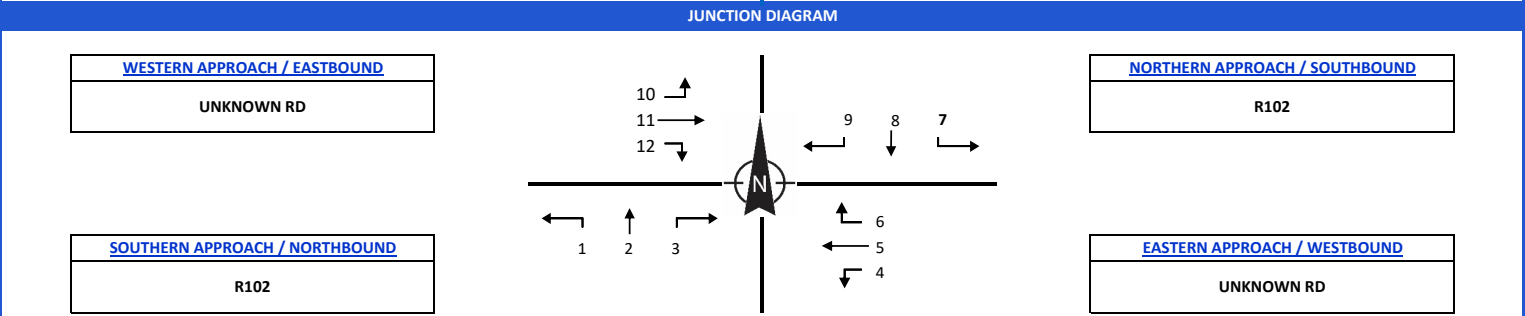 JUNCTION DIAGRAM
WESTERN APPROACH / EASTBOUND
UNKNOWN RD
NORTHERN APPROACH / SOUTHBOUND
R102
10
11
12
9 8 7
N
1 2 3
6
5
4
SOUTHERN APPROACH / NORTHBOUND
R102
EASTERN APPROACH / WESTBOUND
UNKNOWN RD